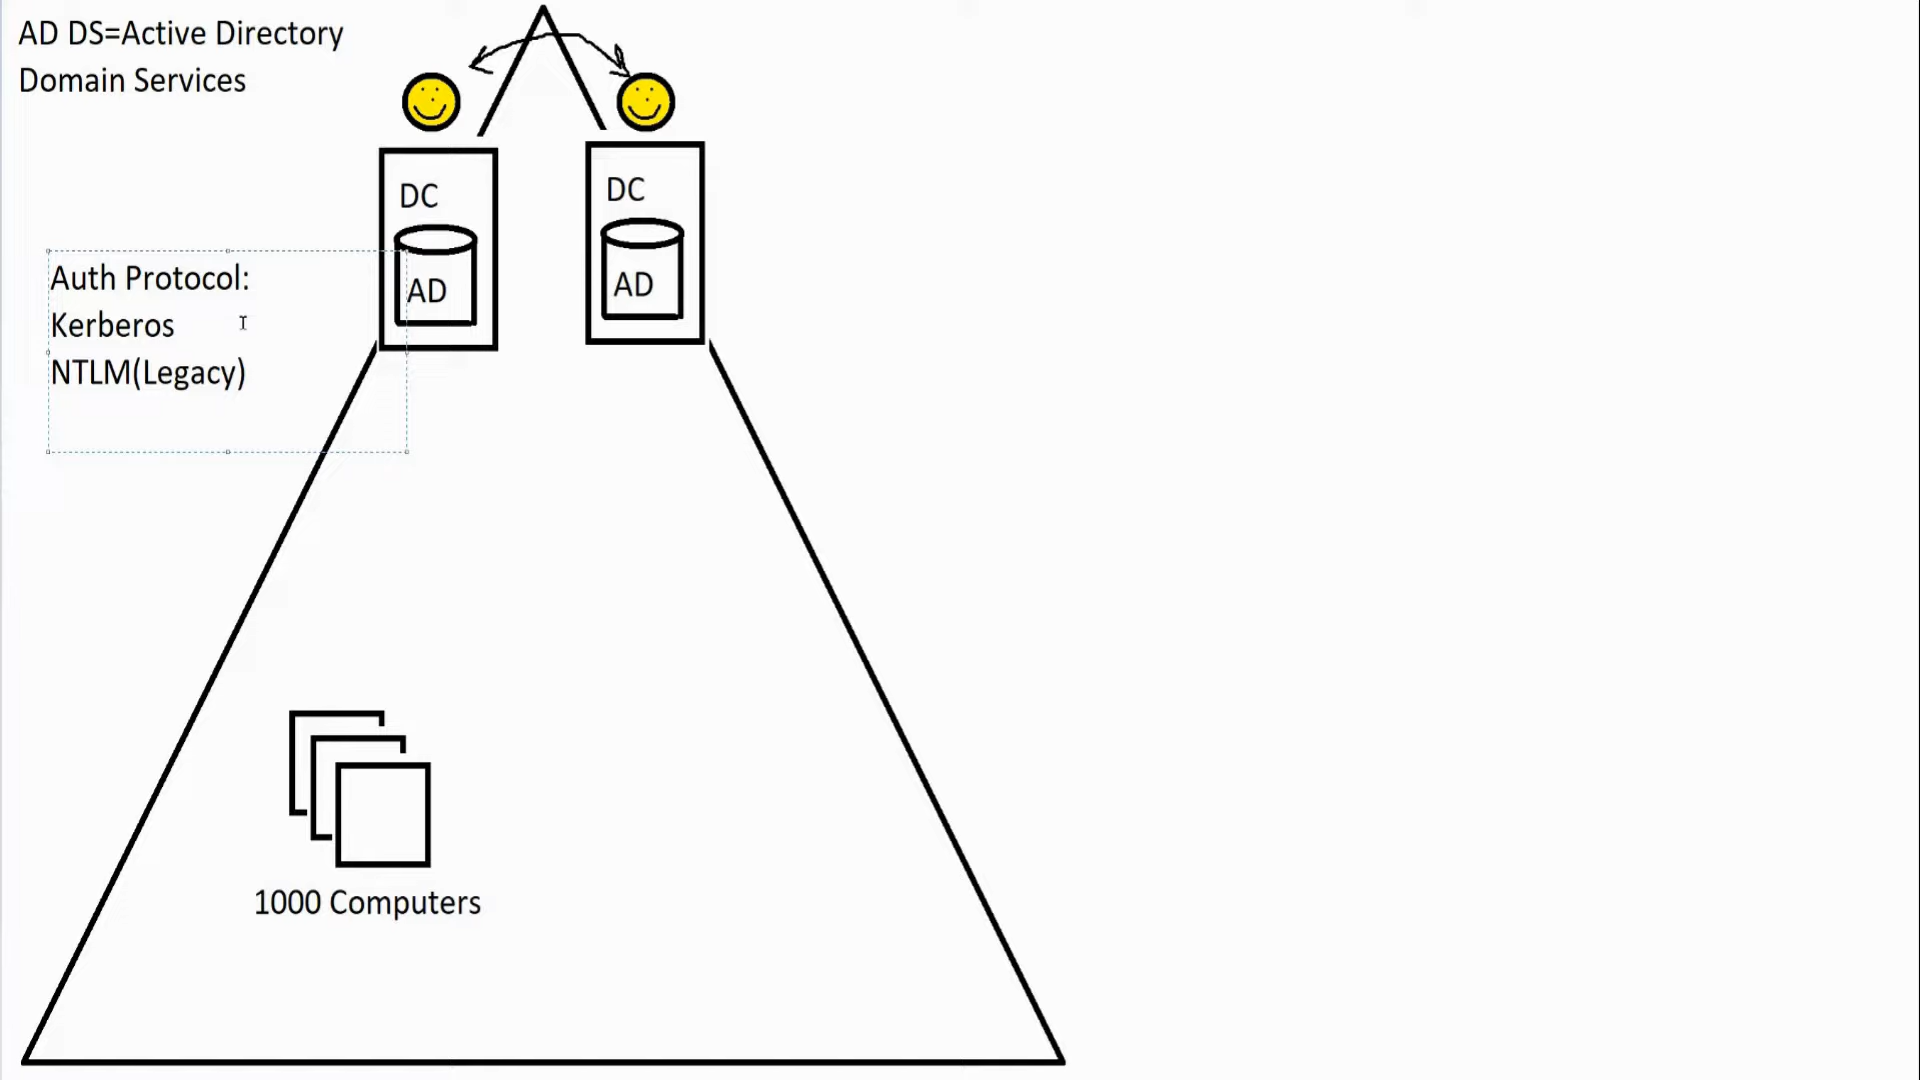 AD DS=Active Directory
Domain Services
DC
DC
AD
AD
Auth Protocol:
Kerberos
NTLM(Legacy)
1000 Computers